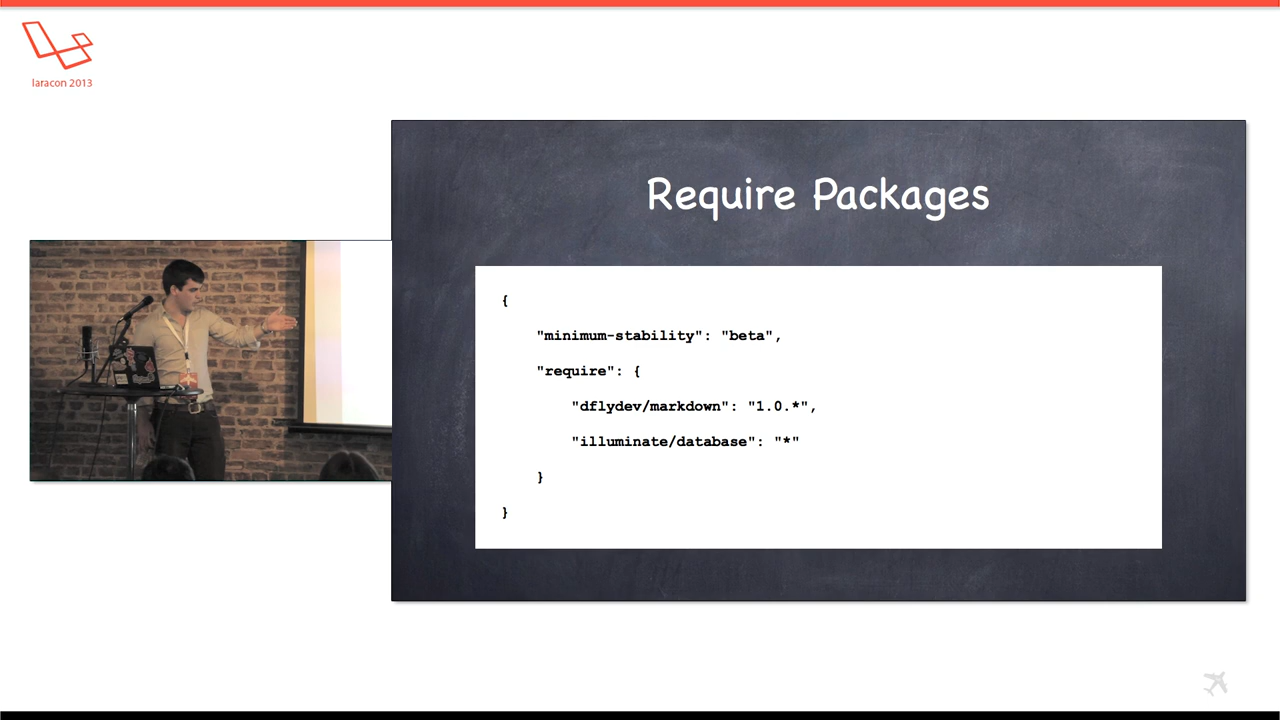 laracon 2013
Require Packages
{
"minimum-stability": "beta",
"require": {
"dflydev/markdown": "1.0.*",
"illuminate/database": "*"
}
}